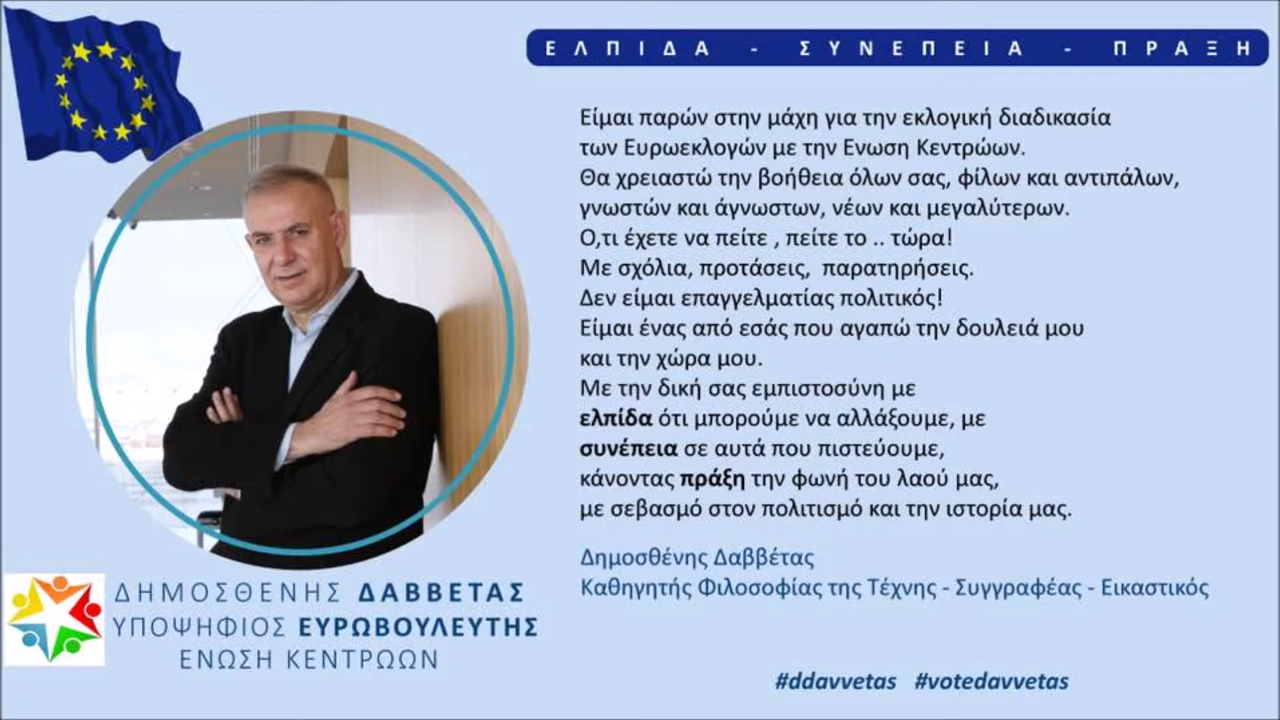 ΕΛΠΙΔΑ - ΣΥΝΕΠΕΙΑ - ΠΡΑΞΗ
Είμαι παρών στην μάχη για την εκλογική διαδικασία
των Ευρωεκλογών με την Ενωση Κεντρώων.
Θα χρειαστώ την βοήθεια όλων σας, φίλων και αντιπάλων,
γνωστών και άγνωστων, νέων και μεγαλύτερων.
Ο,τι έχετε να πείτε , πείτε το .. τώρα!
Με σχόλια, προτάσεις, παρατηρήσεις.
Δεν είμαι επαγγελματίας πολιτικός!
Είμαι ένας από εσάς που αγαπώ την δουλειά μου
και την χώρα μου.
Με την δική σας εμπιστοσύνη με
ελπίδα ότι μπορούμε να αλλάξουμε, με
συνέπεια σε αυτά που πιστεύουμε,
κάνοντας πράξη την φωνή του λαού μας,
με σεβασμό στον πολιτισμό και την ιστορία μας.
Δημοσθένης Δαββέτας
Καθηγητής Φιλοσοφίας της Τέχνης - Συγγραφέας - Εικαστικός
ΔΗΜΟΣΘΕΝΗΣ ΔΑΒΒΕΤΑΣ
ΥΠΟΨΗΦΙΟΣ ΕΥΡΩΒΟΥΛΕΥΤΗΣ
ΕΝΩΣΗ ΚΕΝΤΡΩΩΝ
#ddavvetas #votedavvetas